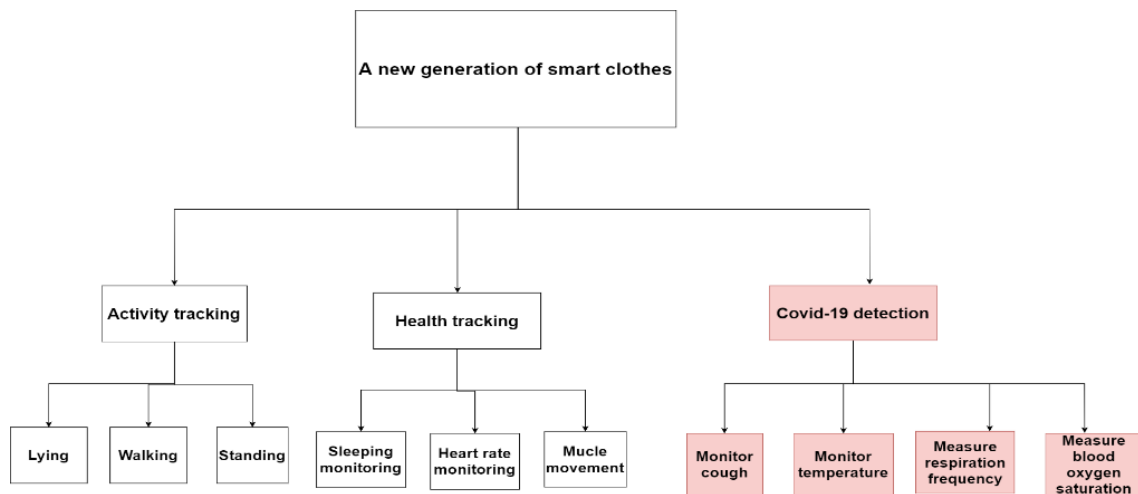 A new generation of smart clothes
Activity tracking
Health tracking
Covid-19 detection
Lying
Walking
Standing
Sleeping
monitoring
Heart rate
monitoring
Mucle
movement
Monitor
cough
Monitor
temperature
Measure
respiration
frequency
Measure
blood
oxygen
saturation